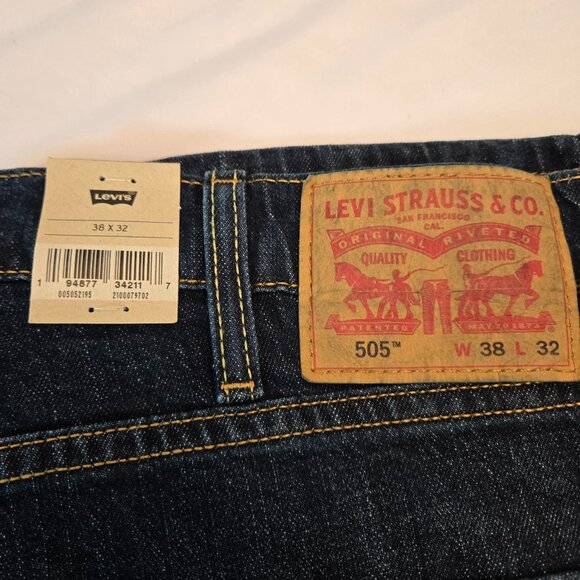 LEVI'S
38 X 32
1 94877 34211 7
005052195 2100079702
LEVI STRAUSS & CO.
SAN FRANCISCO
CAL.
ORIGINAL RIVETED
QUALITY CLOTHING
PATENTED MAY 20 1873
505™ W 38 L 32